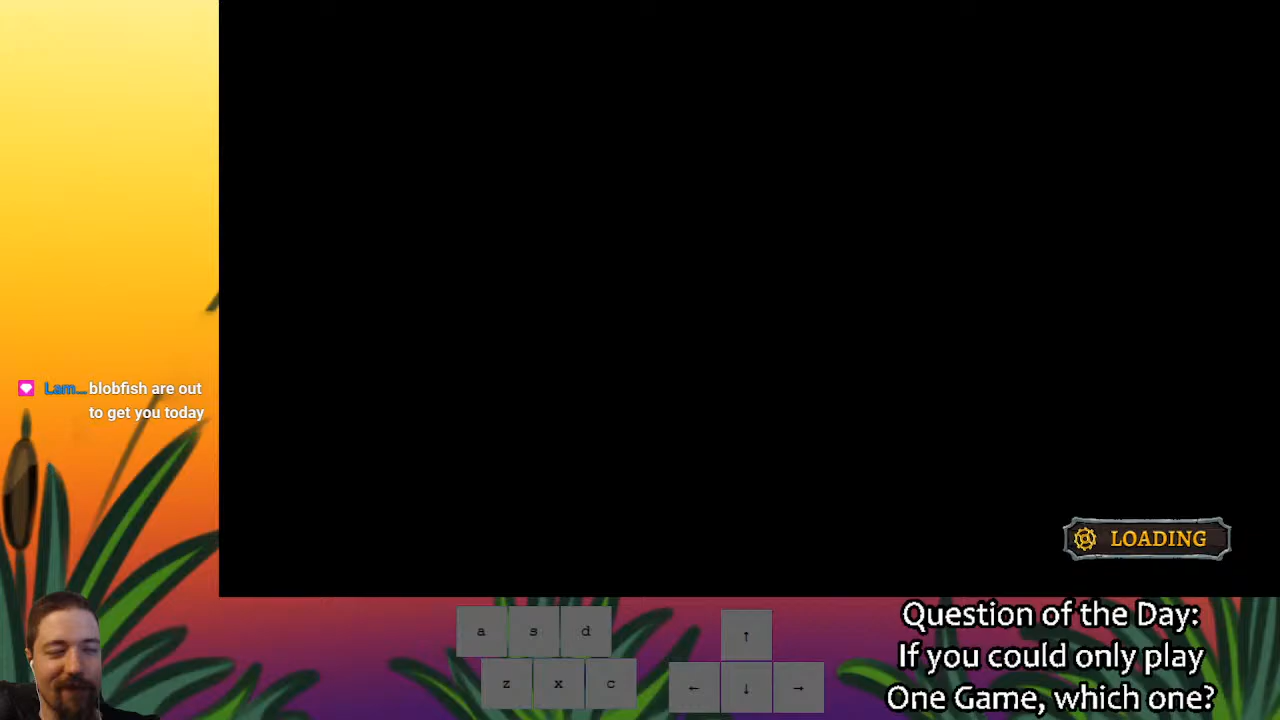 Lam... blobfish are out
to get you today
LOADING
a s d
z x c
↑
← ↓ →
Question of the Day:
If you could only play
One Game, which one?